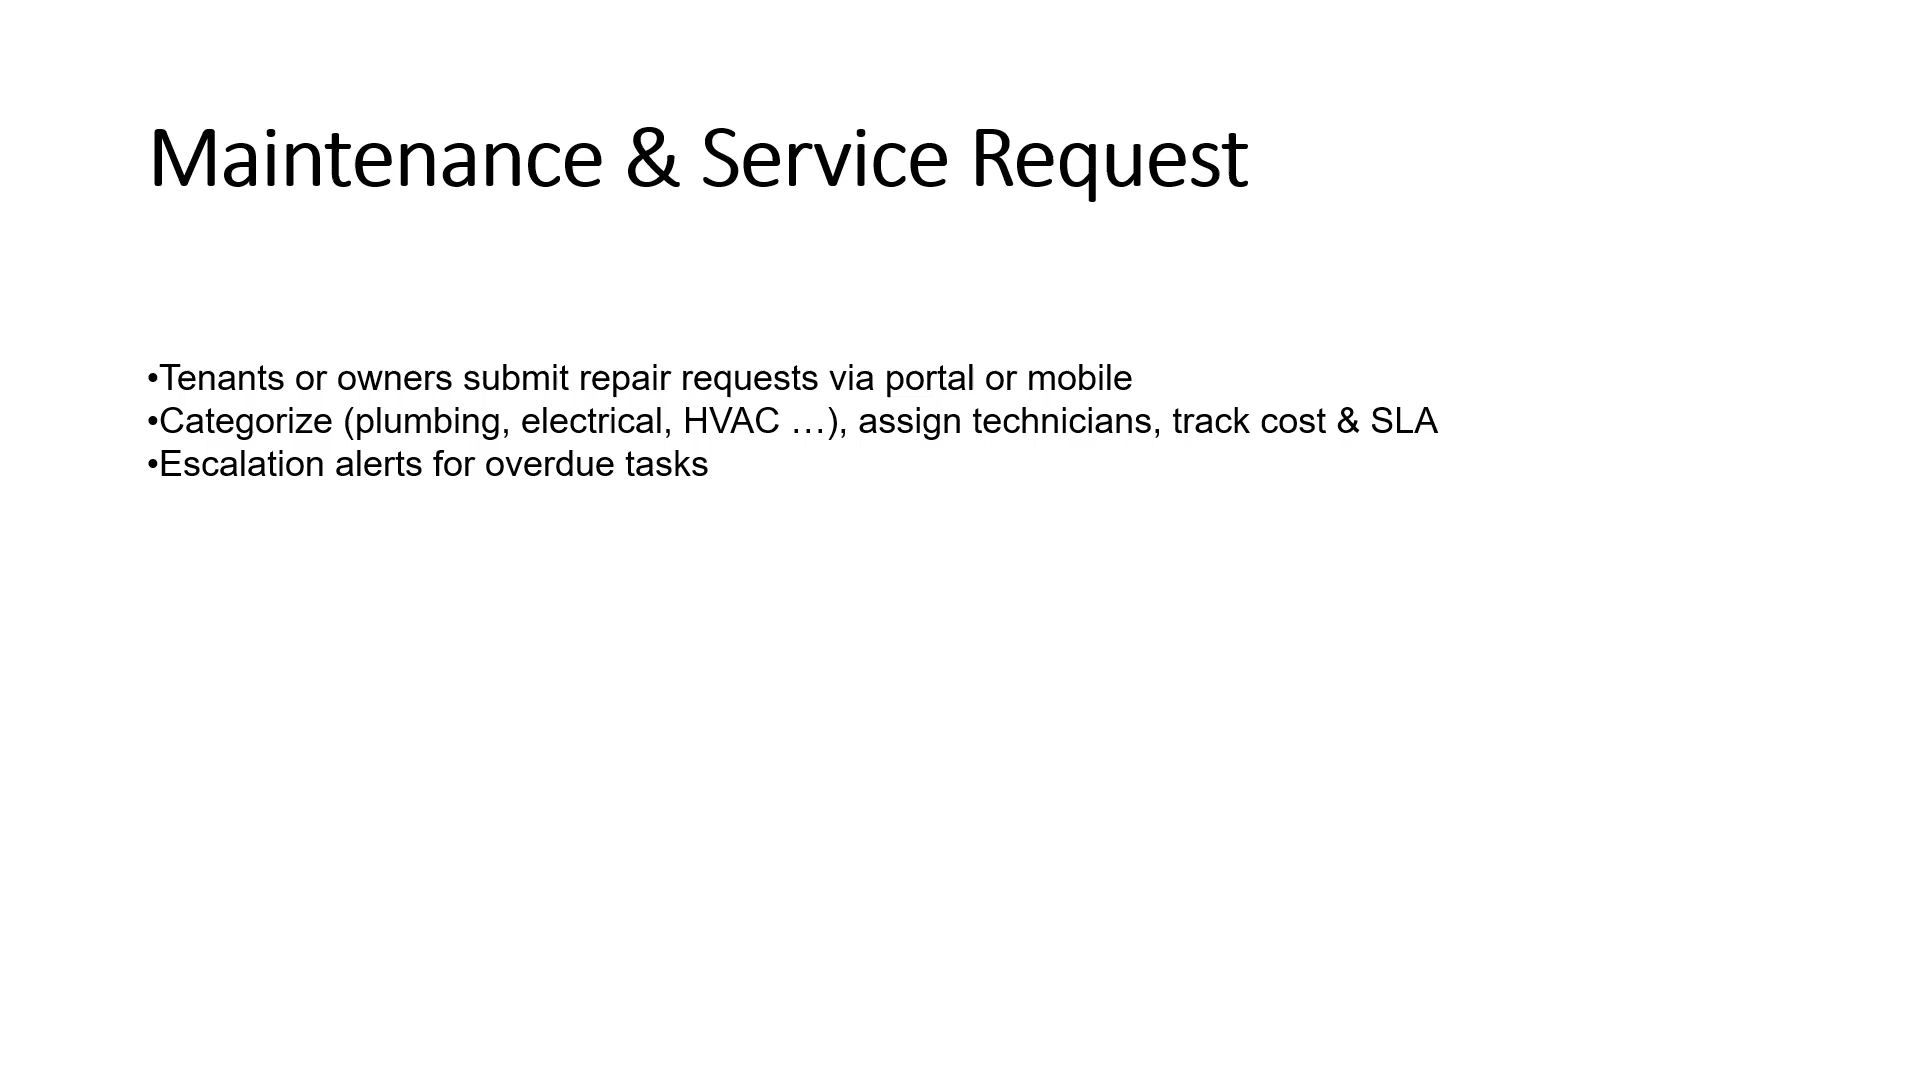 Maintenance & Service Request
•Tenants or owners submit repair requests via portal or mobile
•Categorize (plumbing, electrical, HVAC …), assign technicians, track cost & SLA
•Escalation alerts for overdue tasks